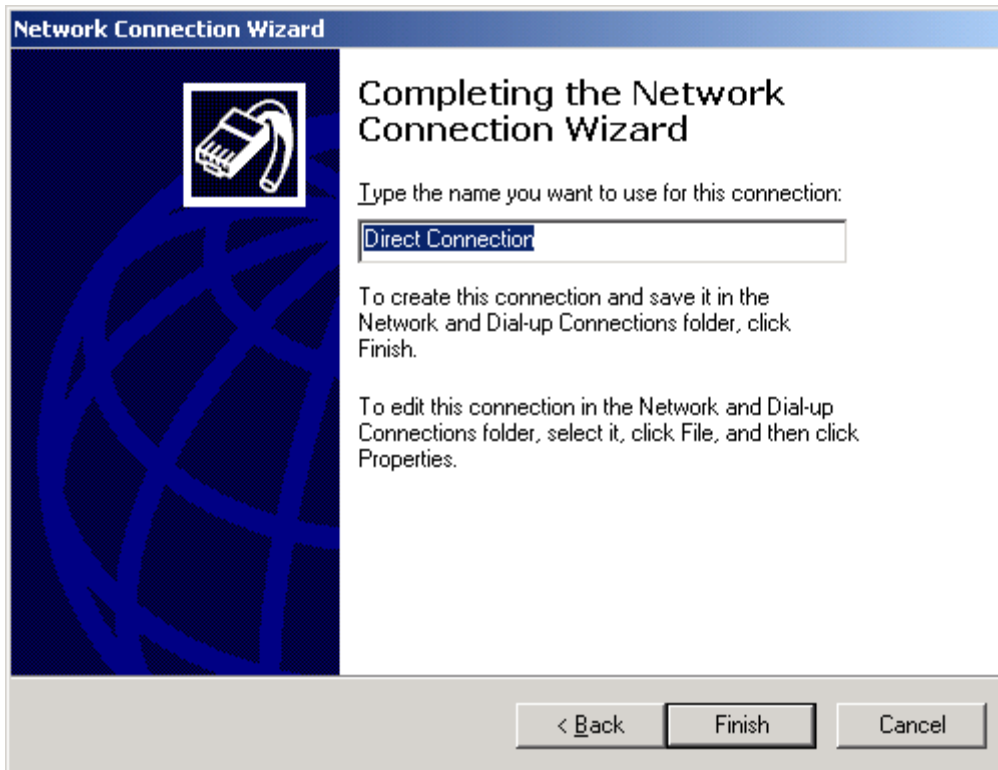 Network Connection Wizard
Completing the Network
Connection Wizard
Type the name you want to use for this connection:
Direct Connection
To create this connection and save it in the
Network and Dial-up Connections folder, click
Finish.
To edit this connection in the Network and Dial-up
Connections folder, select it, click File, and then click
Properties.
< Back
Finish
Cancel